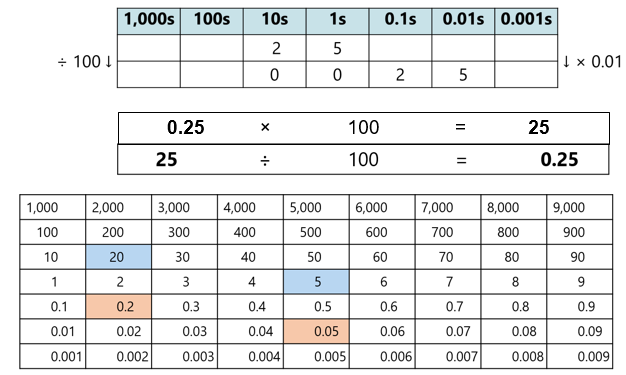 1,000s 100s 10s 1s 0.1s 0.01s 0.001s
2 5
÷ 100 ↓ ↓ × 0.01
0 0 2 5
0.25 × 100 = 25
25 ÷ 100 = 0.25
1,000 2,000 3,000 4,000 5,000 6,000 7,000 8,000 9,000
100 200 300 400 500 600 700 800 900
10 20 30 40 50 60 70 80 90
1 2 3 4 5 6 7 8 9
0.1 0.2 0.3 0.4 0.5 0.6 0.7 0.8 0.9
0.01 0.02 0.03 0.04 0.05 0.06 0.07 0.08 0.09
0.001 0.002 0.003 0.004 0.005 0.006 0.007 0.008 0.009